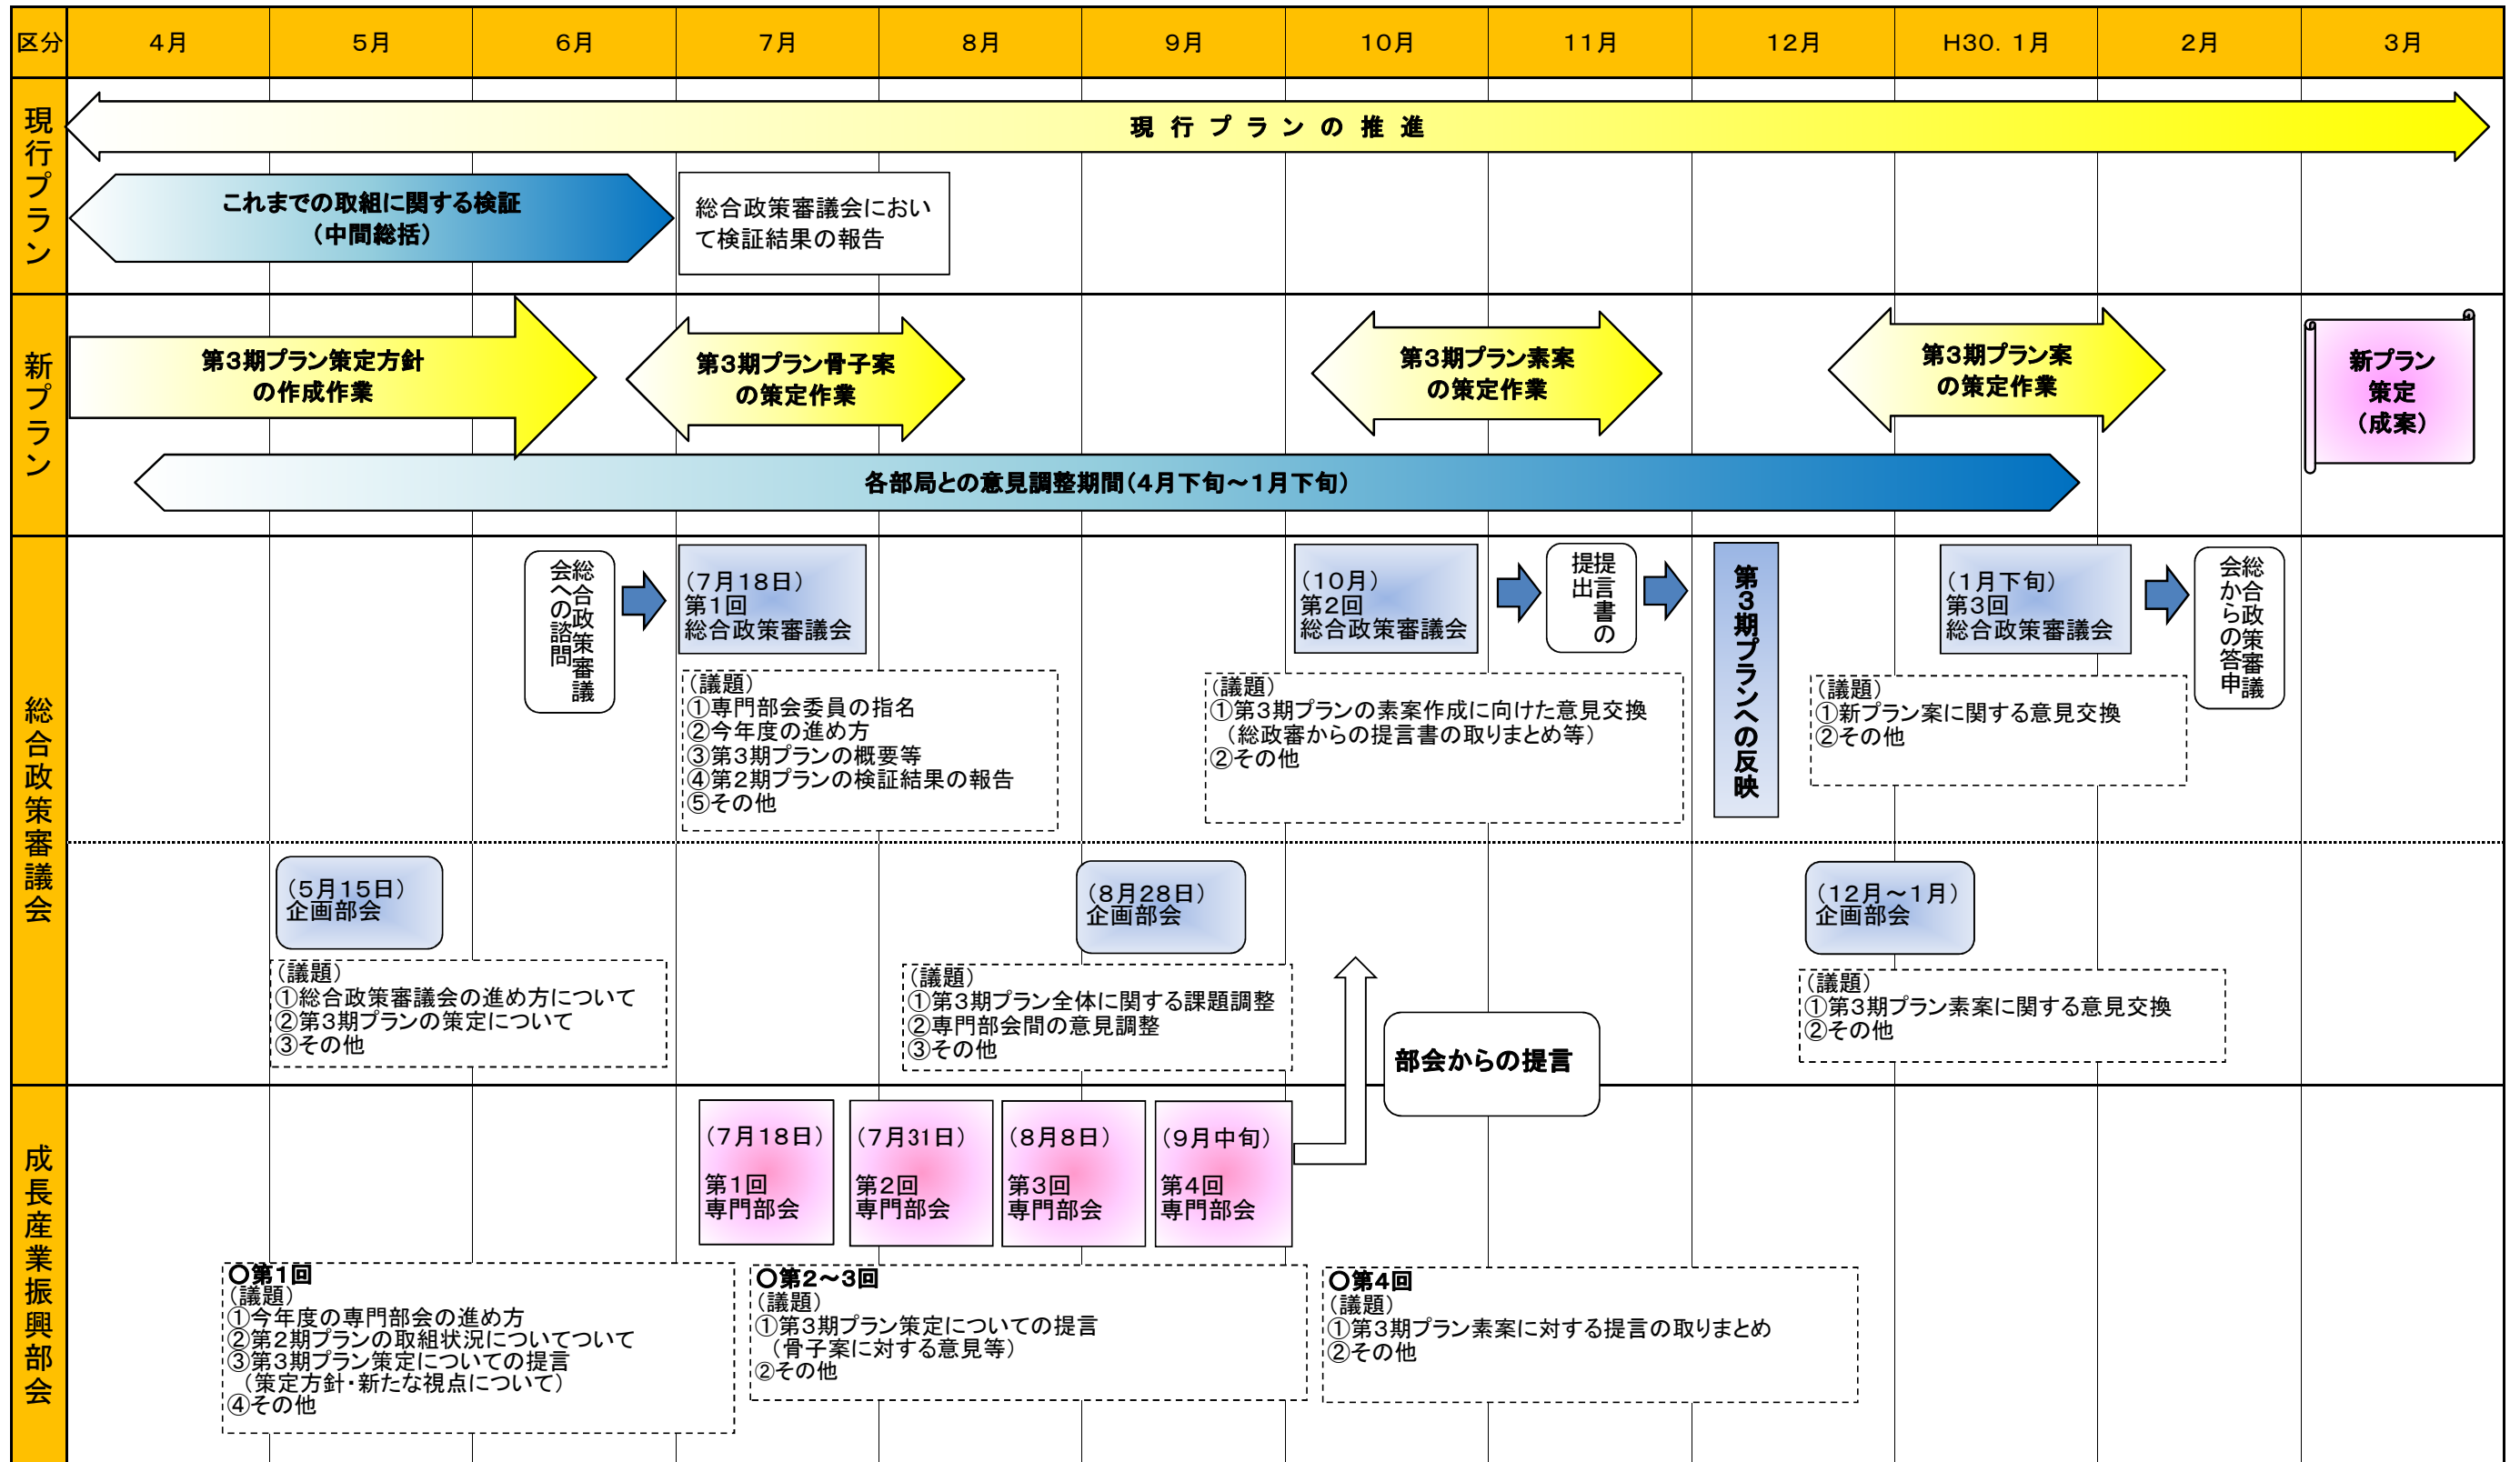 区分
4月
5月
6月
7月
8月
9月
10月
11月
12月
H30. 1月
2月
3月
現行プラン
現行プランの推進
これまでの取組に関する検証
（中間総括）
総合政策審議会におい
て検証結果の報告
新プラン
第3期プラン策定方針
の作成作業
第3期プラン骨子案
の策定作業
第3期プラン素案
の策定作業
第3期プラン案
の策定作業
新プラン
策定
（成案）
各部局との意見調整期間（4月下旬～1月下旬）
総合政策審議会
総合政策審議
会への諮問
（7月18日）
第1回
総合政策審議会
（議題）
①専門部会委員の指名
②今年度の進め方
③第3期プランの概要等
④第2期プランの検証結果の報告
⑤その他
（10月）
第2回
総合政策審議会
（議題）
①第3期プランの素案作成に向けた意見交換
（総政審からの提言書の取りまとめ等）
②その他
提言書の
提出
第3期プランへの反映
（1月下旬）
第3回
総合政策審議会
（議題）
①新プラン案に関する意見交換
②その他
総合政策審議
会からの答申
（5月15日）
企画部会
（議題）
①総合政策審議会の進め方について
②第3期プランの策定について
③その他
（8月28日）
企画部会
（議題）
①第3期プラン全体に関する課題調整
②専門部会間の意見調整
③その他
（12月～1月）
企画部会
（議題）
①第3期プラン素案に関する意見交換
②その他
部会からの提言
成長産業振興部会
（7月18日）
第1回
専門部会
（7月31日）
第2回
専門部会
（8月8日）
第3回
専門部会
（9月中旬）
第4回
専門部会
○第1回
（議題）
①今年度の専門部会の進め方
②第2期プランの取組状況についてついて
③第3期プラン策定についての提言
（策定方針・新たな視点について）
④その他
○第2～3回
（議題）
①第3期プラン策定についての提言
（骨子案に対する意見等）
②その他
○第4回
（議題）
①第3期プラン素案に対する提言の取りまとめ
②その他